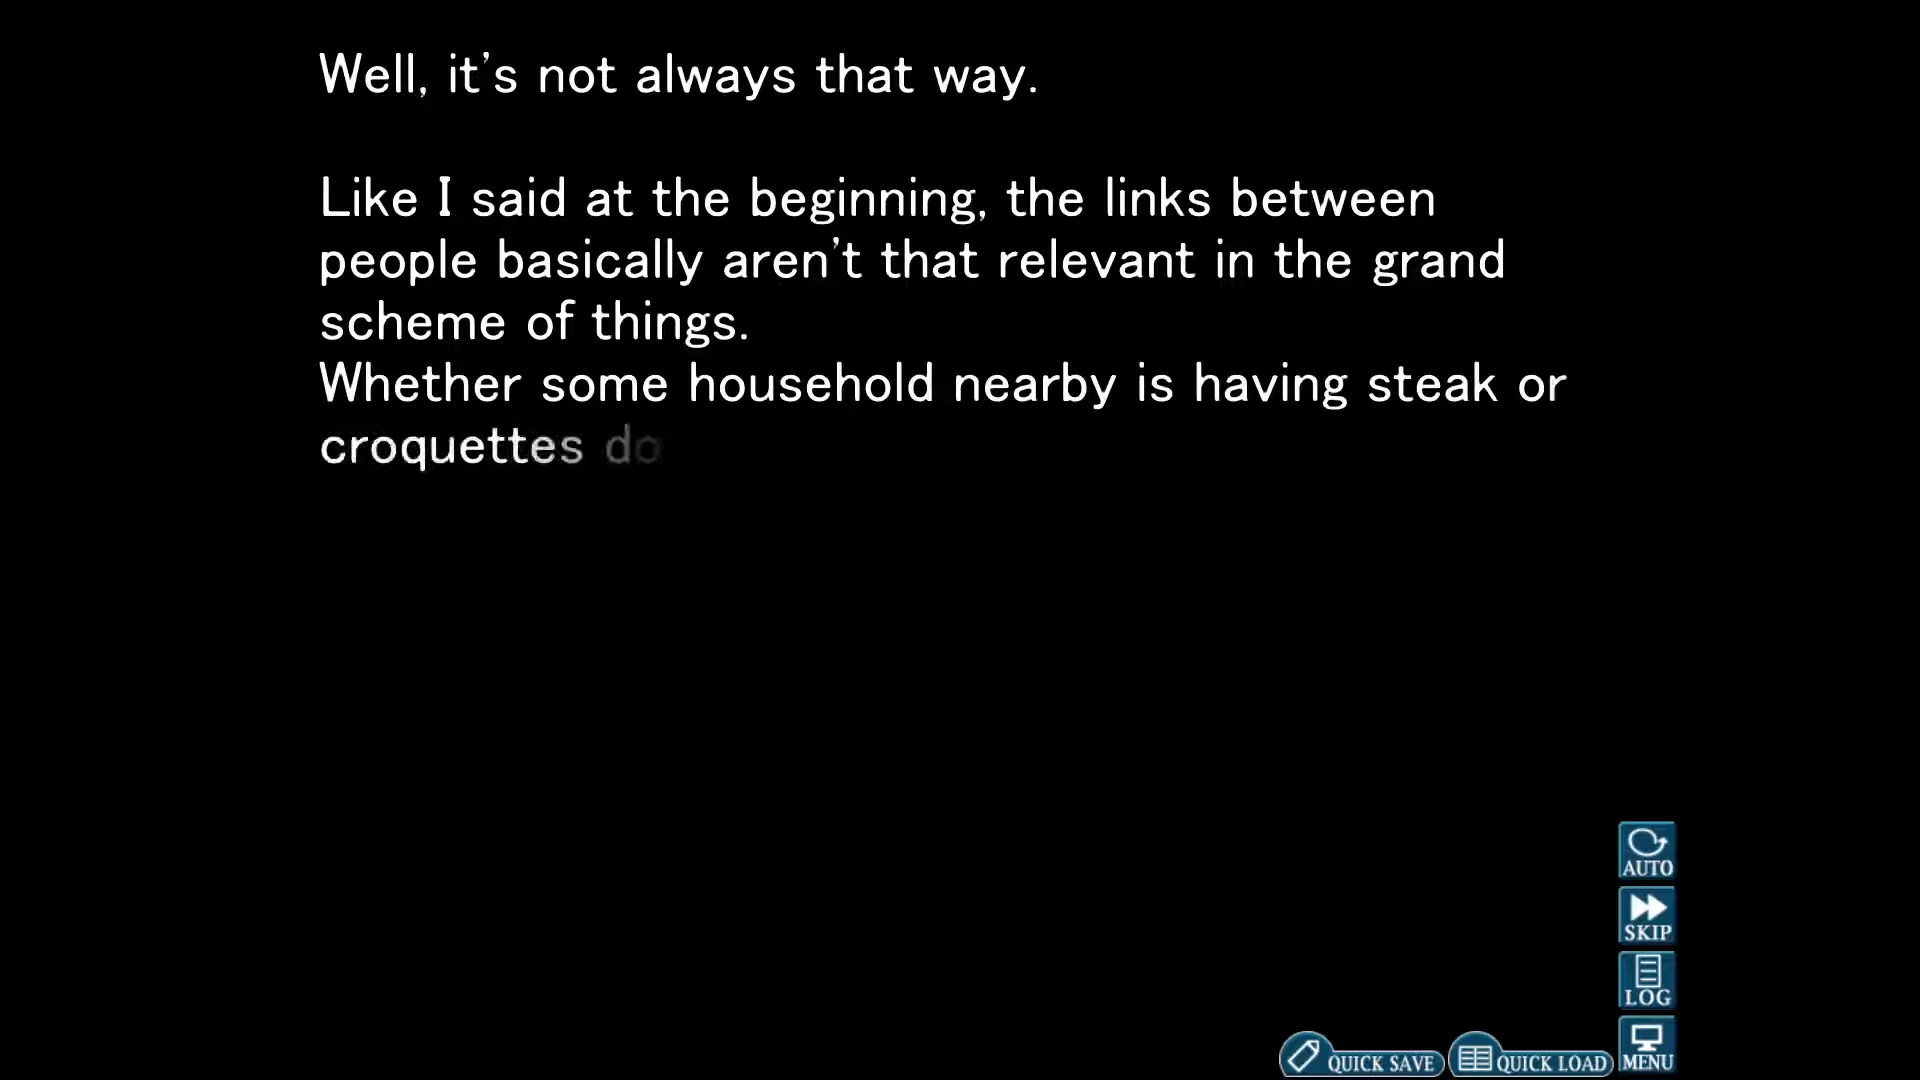 Well, it's not always that way.
Like I said at the beginning, the links between
people basically aren't that relevant in the grand
scheme of things.
Whether some household nearby is having steak or
croquettes do
AUTO
SKIP
LOG
MENU
QUICK SAVE
QUICK LOAD